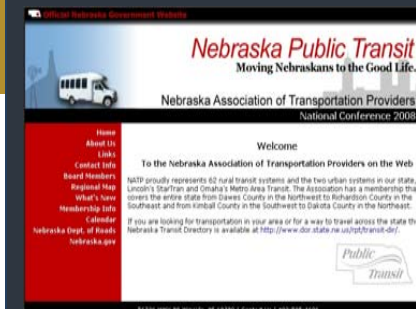 Official Nebraska Government Website
Nebraska Public Transit
Moving Nebraskans to the Good Life.
Nebraska Association of Transportation Providers
National Conference 2008
Home
About Us
Links
Contact Info
Board Members
Regional Map
What's New
Membership Info
Calendar
Nebraska Dept. of Roads
Nebraska.gov
Welcome
To the Nebraska Association of Transportation Providers on the Web
NATP proudly represents 62 rural transit systems and the two urban systems in our state,
Lincoln's StarTran and Omaha's Metro Area Transit. The Association has a membership tha
covers the entire state from Dawes County in the Northwest to Richardson County in the
Southeast and from Kimball County in the Southwest to Dakota County in the Northeast.
If you are looking for transportation in your area or for a way to travel across the state th
Nebraska Transit Directory is available at http://www.dor.state.ne.us/rpt/transit-dir/.
Public
Transit